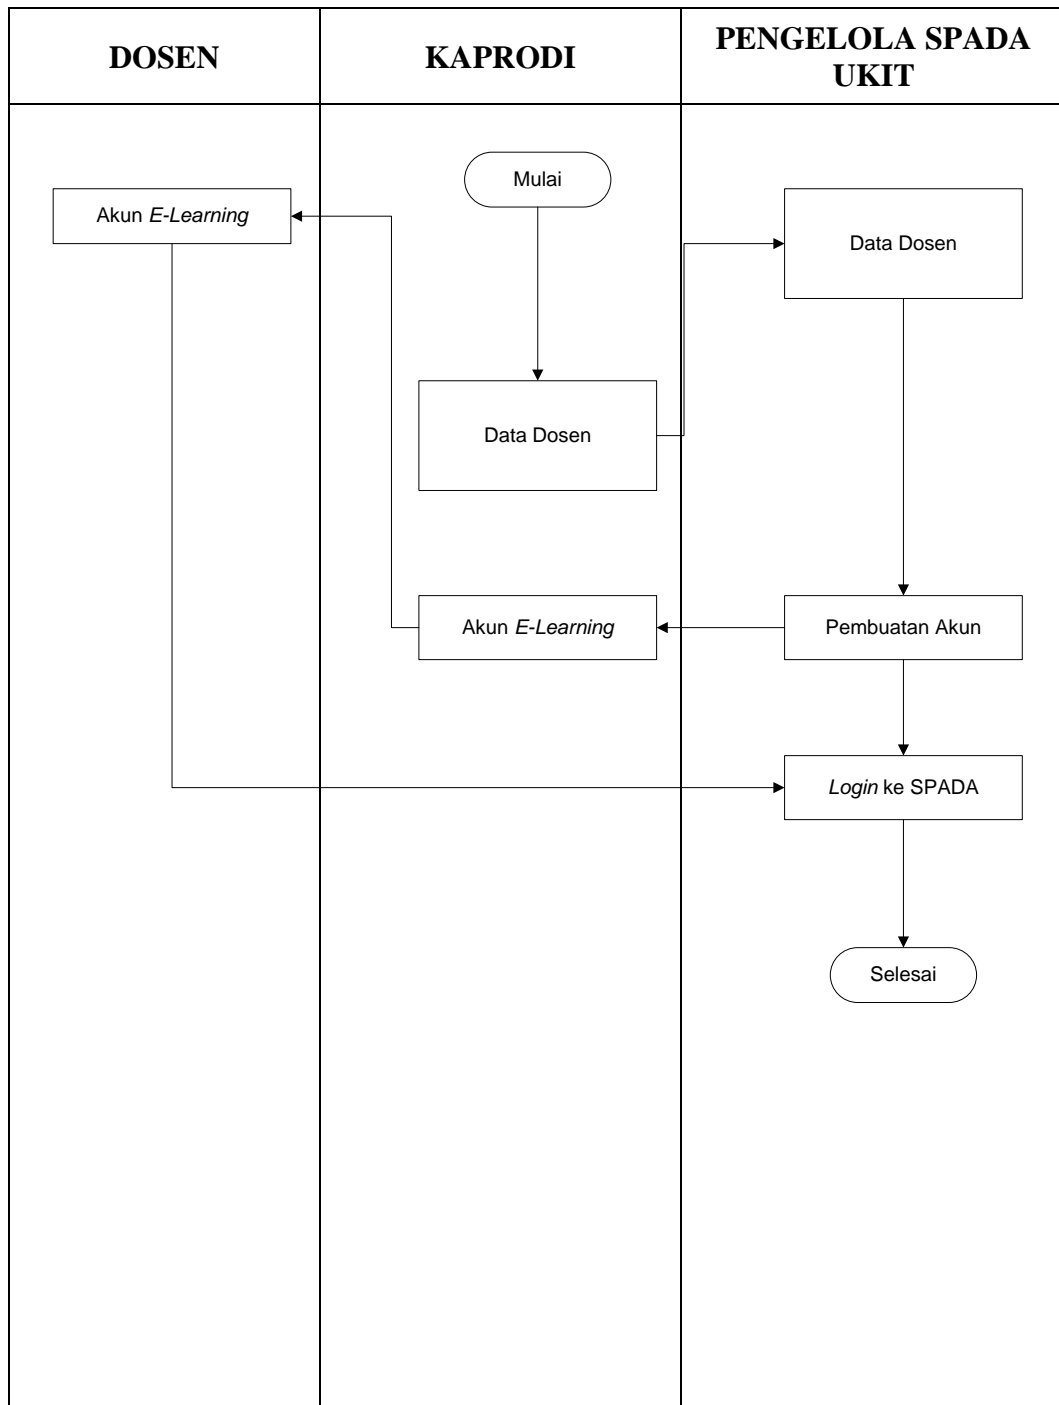 DOSEN
KAPRODI
PENGELOLA SPADA
UKIT
Mulai
Akun E-Learning
Data Dosen
Data Dosen
Akun E-Learning
Pembuatan Akun
Login ke SPADA
Selesai